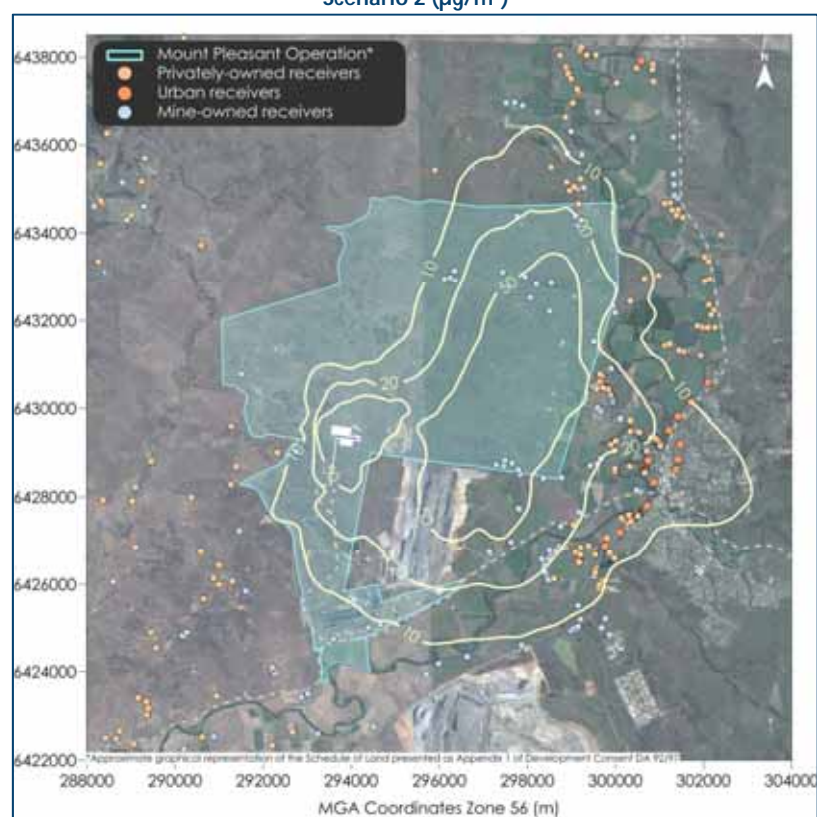 Scenario 2 (µg/m³)
Mount Pleasant Operation*
Privately-owned receivers
Urban receivers
Mine-owned receivers
N
6438000
6436000
6434000
6432000
6430000
6428000
6426000
6424000
6422000
10
10
20
10
20
50
10
20
10
20
10
*Approximate graphical representation of the Schedule of Land presented as Appendix 1 of Development Consent DA 92/97
288000 290000 292000 294000 296000 298000 300000 302000 304000
MGA Coordinates Zone 56 (m)